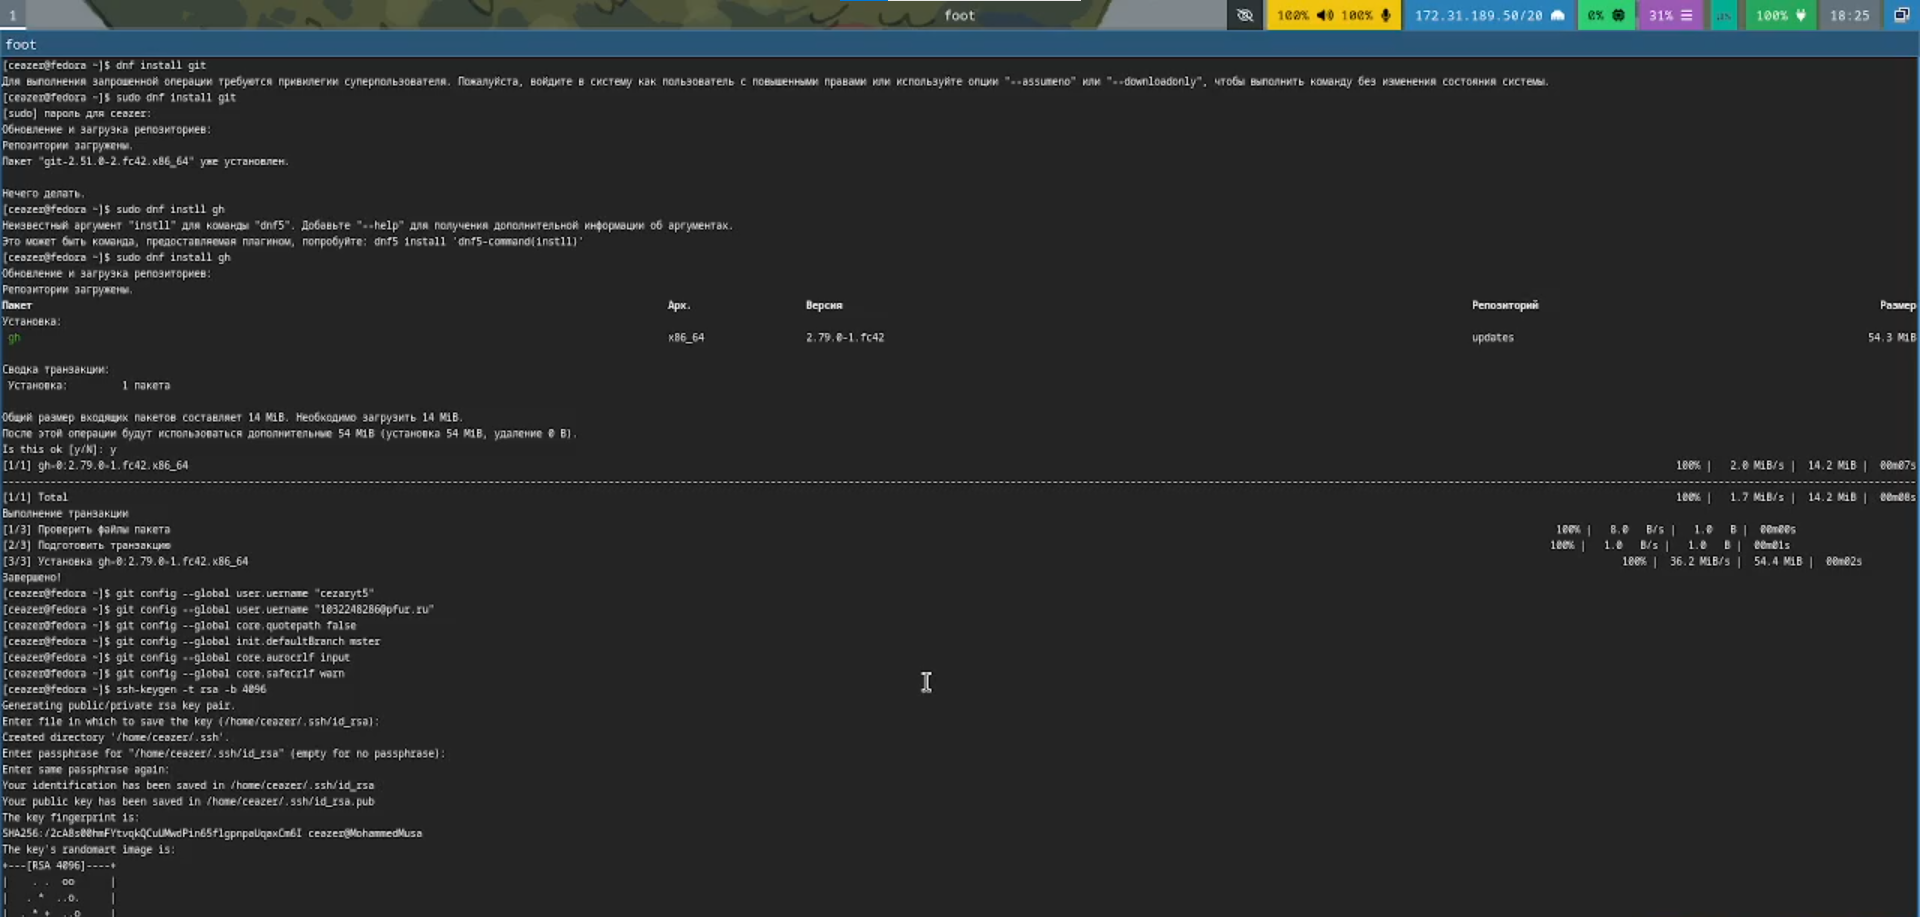 1 foot 100% 100% 172.31.189.50/20 0% 31% 100% 18:25
foot
[ceazer@fedora ~]$ dnf install git
Для выполнения запрошенной операции требуются привилегии суперпользователя. Пожалуйста, войдите в систему как пользователь с повышенными правами или используйте опции "--assumeno" или "--downloadonly", чтобы выполнить команду без изменения состояния системы.
[ceazer@fedora ~]$ sudo dnf install git
[sudo] пароль для ceazer:
Обновление и загрузка репозиториев:
Репозитории загружены.
Пакет "git-2.51.0-2.fc42.x86_64" уже установлен.
Нечего делать.
[ceazer@fedora ~]$ sudo dnf instll gh
Неизвестный аргумент "instll" для команды "dnf5". Добавьте "--help" для получения дополнительной информации об аргументах.
Это может быть команда, предоставляемая плагином, попробуйте: dnf5 install 'dnf5-command(instll)'
[ceazer@fedora ~]$ sudo dnf install gh
Обновление и загрузка репозиториев:
Репозитории загружены.
Пакет Арх. Версия Репозиторий Размер
Установка:
gh x86_64 2.79.0-1.fc42 updates 54.3 MiB
Сводка транзакции:
Установка: 1 пакета
Общий размер входящих пакетов составляет 14 MiB. Необходимо загрузить 14 MiB.
После этой операции будут использоваться дополнительные 54 MiB (установка 54 MiB, удаление 0 B).
Is this ok [y/N]: y
[1/1] gh-0:2.79.0-1.fc42.x86_64 100% | 2.0 MiB/s | 14.2 MiB | 00m07s
[1/1] Total 100% | 1.7 MiB/s | 14.2 MiB | 00m08s
Выполнение транзакции
[1/3] Проверить файлы пакета 100% | 8.0 B/s | 1.0 B | 00m00s
[2/3] Подготовить транзакцию 100% | 1.0 B/s | 1.0 B | 00m01s
[3/3] Установка gh-0:2.79.0-1.fc42.x86_64 100% | 36.2 MiB/s | 54.4 MiB | 00m02s
Завершено!
[ceazer@fedora ~]$ git config --global user.uername "cezaryt5"
[ceazer@fedora ~]$ git config --global user.uername "1032248286@pfur.ru"
[ceazer@fedora ~]$ git config --global core.quotepath false
[ceazer@fedora ~]$ git config --global init.defaultBranch mster
[ceazer@fedora ~]$ git config --global core.aurocrlf input
[ceazer@fedora ~]$ git config --global core.safecrlf warn
[ceazer@fedora ~]$ ssh-keygen -t rsa -b 4096
Generating public/private rsa key pair.
Enter file in which to save the key (/home/ceazer/.ssh/id_rsa):
Created directory '/home/ceazer/.ssh'.
Enter passphrase for "/home/ceazer/.ssh/id_rsa" (empty for no passphrase):
Enter same passphrase again:
Your identification has been saved in /home/ceazer/.ssh/id_rsa
Your public key has been saved in /home/ceazer/.ssh/id_rsa.pub
The key fingerprint is:
ceazer@MohammedMusa
The key's randomart image is:
+---[RSA 4096]----+
| . . oo |
| . * ..o. |
| . * + ..o |